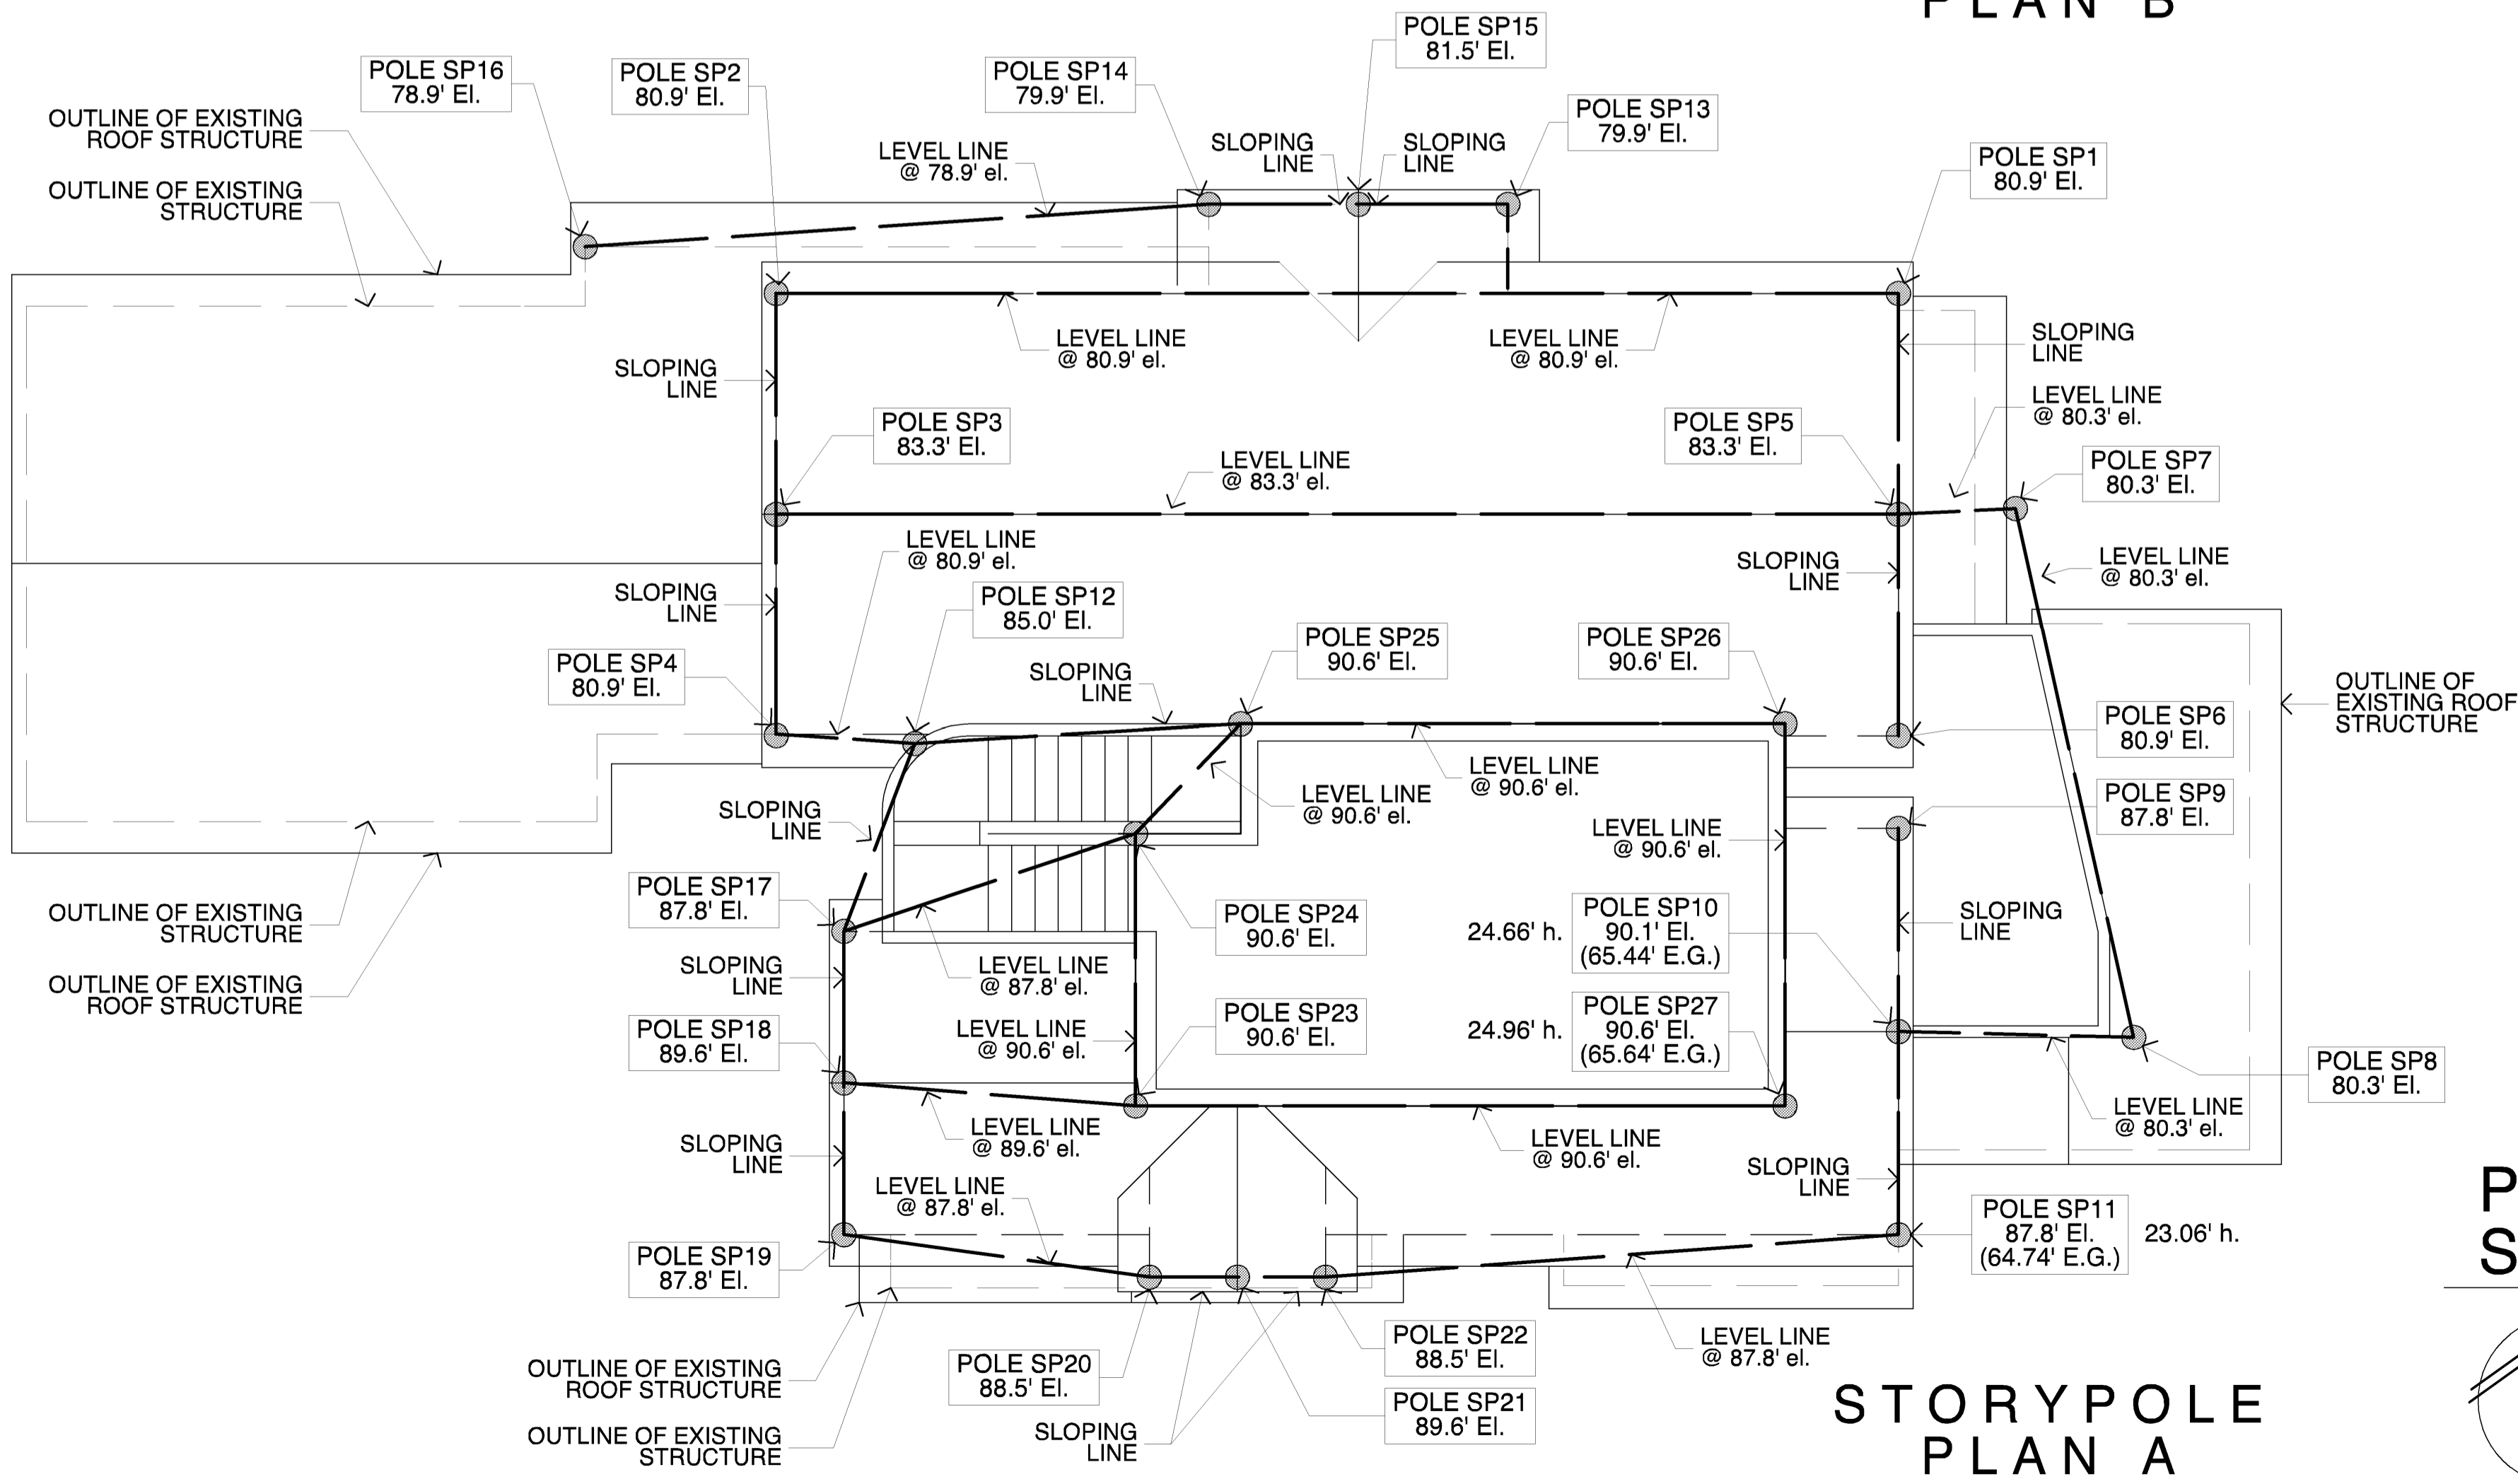 PLAN B
POLE SP15
81.5' El.
POLE SP16
78.9' El.
POLE SP2
80.9' El.
POLE SP14
79.9' El.
POLE SP13
79.9' El.
OUTLINE OF EXISTING
ROOF STRUCTURE
LEVEL LINE
@ 78.9' el.
SLOPING
LINE
SLOPING
LINE
POLE SP1
80.9' El.
OUTLINE OF EXISTING
STRUCTURE
LEVEL LINE
@ 80.9' el.
LEVEL LINE
@ 80.9' el.
SLOPING
LINE
SLOPING
LINE
LEVEL LINE
@ 80.3' el.
POLE SP3
83.3' El.
POLE SP5
83.3' El.
LEVEL LINE
@ 83.3' el.
POLE SP7
80.3' El.
LEVEL LINE
@ 80.9' el.
SLOPING
LINE
LEVEL LINE
@ 80.3' el.
SLOPING
LINE
POLE SP12
85.0' El.
POLE SP25
90.6' El.
POLE SP26
90.6' El.
POLE SP4
80.9' El.
SLOPING
LINE
OUTLINE OF
EXISTING ROOF
STRUCTURE
POLE SP6
80.9' El.
LEVEL LINE
@ 90.6' el.
LEVEL LINE
@ 90.6' el.
SLOPING
LINE
LEVEL LINE
@ 90.6' el.
POLE SP9
87.8' El.
POLE SP17
87.8' El.
OUTLINE OF EXISTING
STRUCTURE
POLE SP24
90.6' El.
24.66' h.
POLE SP10
90.1' El.
(65.44' E.G.)
SLOPING
LINE
SLOPING
LINE
LEVEL LINE
@ 87.8' el.
OUTLINE OF EXISTING
ROOF STRUCTURE
POLE SP18
89.6' El.
LEVEL LINE
@ 90.6' el.
POLE SP23
90.6' El.
24.96' h.
POLE SP27
90.6' El.
(65.64' E.G.)
POLE SP8
80.3' El.
LEVEL LINE
@ 80.3' el.
SLOPING
LINE
LEVEL LINE
@ 89.6' el.
LEVEL LINE
@ 90.6' el.
SLOPING
LINE
LEVEL LINE
@ 87.8' el.
P
POLE SP11
87.8' El.
(64.74' E.G.)
23.06' h.
S
POLE SP19
87.8' El.
POLE SP22
88.5' El.
LEVEL LINE
@ 87.8' el.
OUTLINE OF EXISTING
ROOF STRUCTURE
POLE SP20
88.5' El.
POLE SP21
89.6' El.
OUTLINE OF EXISTING
STRUCTURE
SLOPING
LINE
STORYPOLE
PLAN A